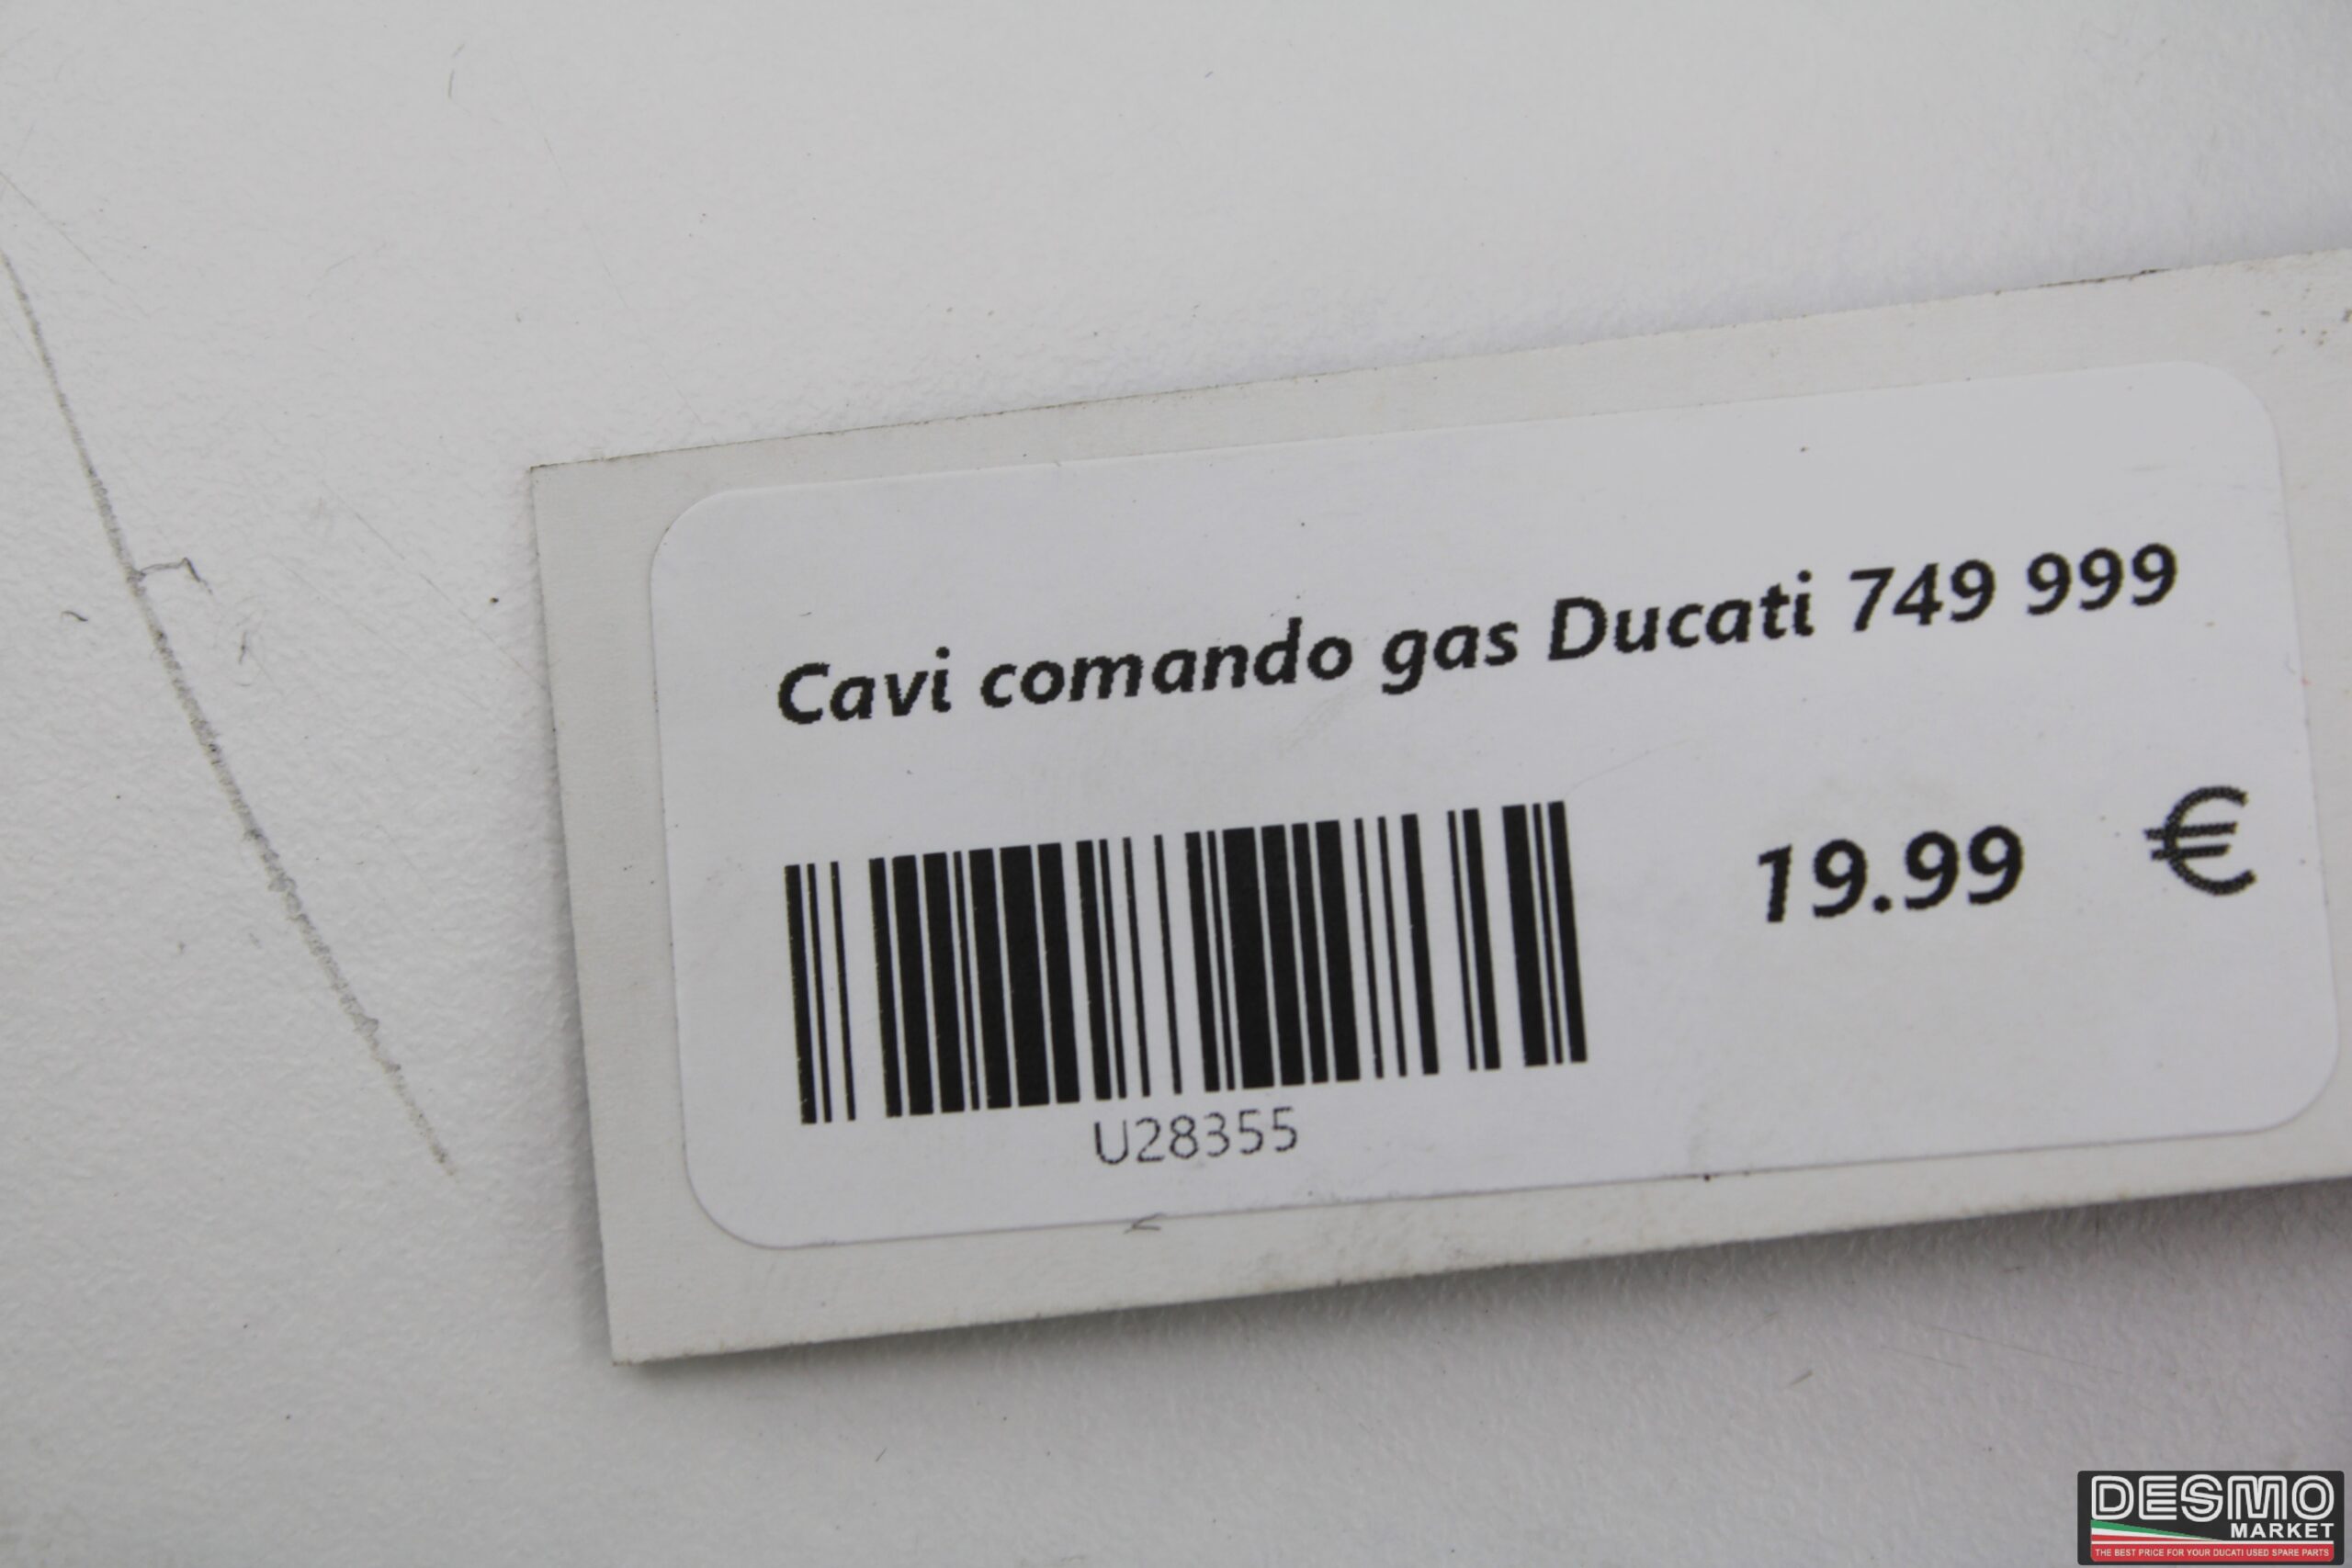 Cavi comando gas Ducati 749 999
19.99 €
U28355
DESMO
MARKET
THE BEST PRICE FOR YOUR DUCATI USED SPARE PARTS